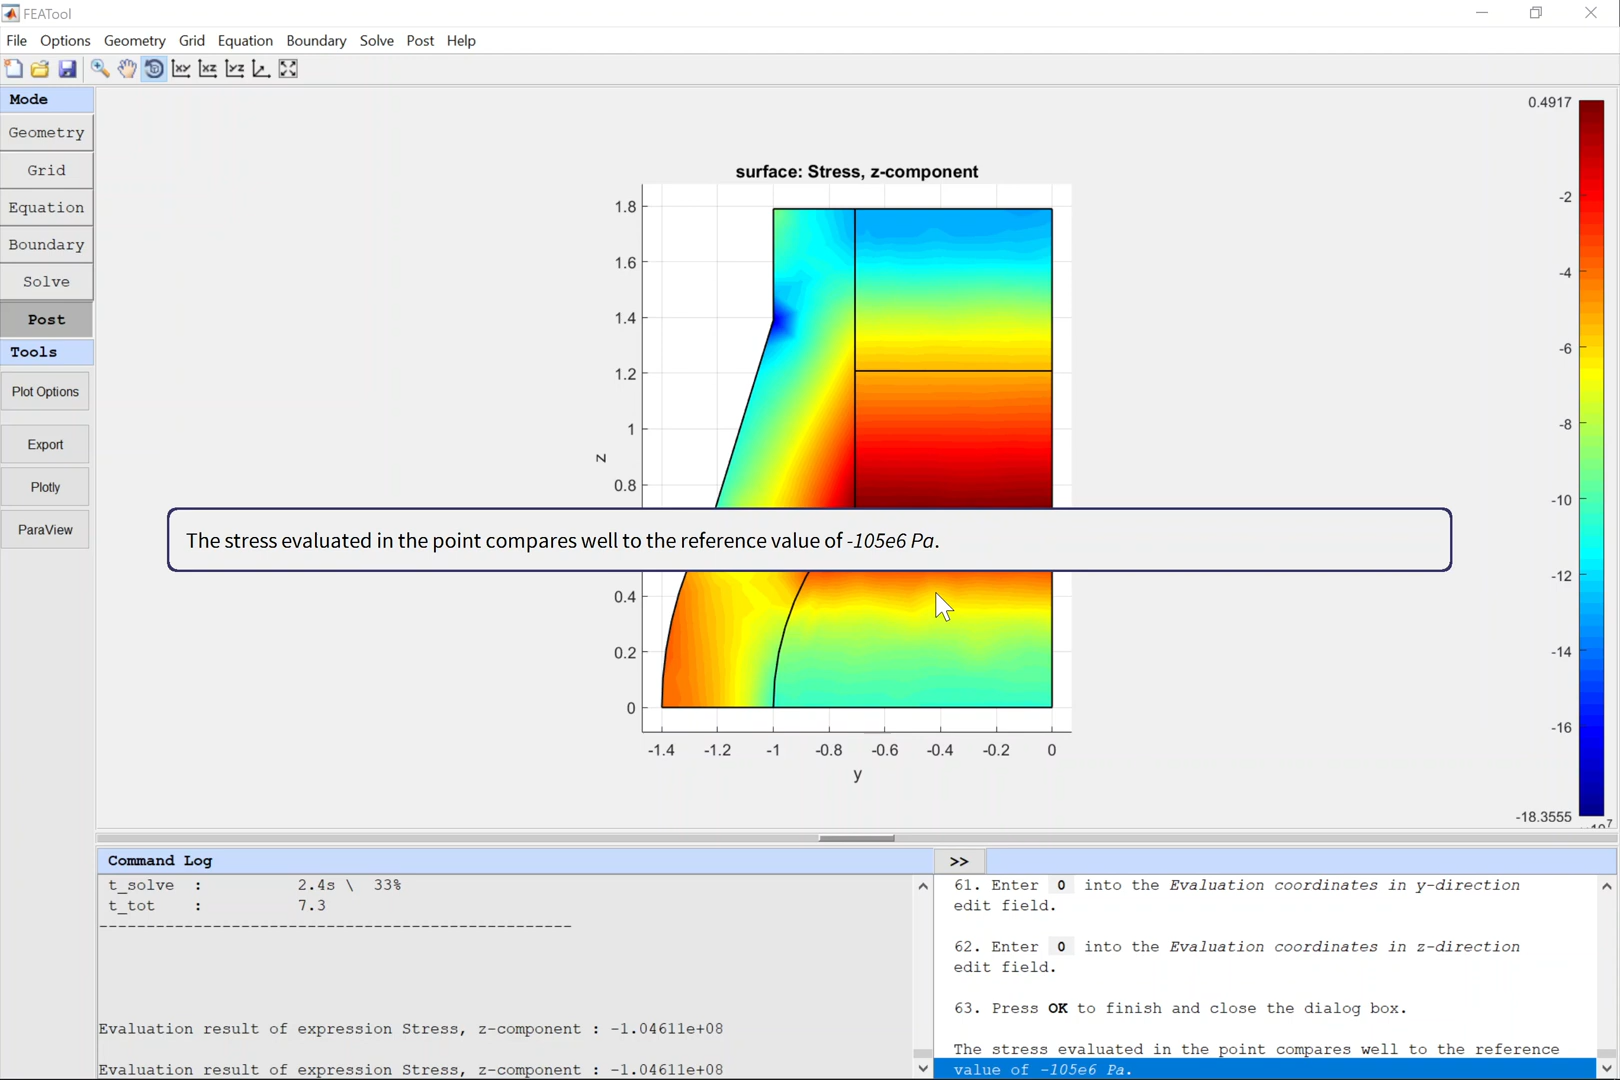 FEATool
File Options Geometry Grid Equation Boundary Solve Post Help
Mode
Geometry
Grid
Equation
Boundary
Solve
Post
Tools
Plot Options
Export
Plotly
ParaView
surface: Stress, z-component
1.8
1.6
1.4
1.2
1
0.8
0.4
0.2
0
z
-1.4 -1.2 -1 -0.8 -0.6 -0.4 -0.2 0
y
0.4917
-2
-4
-6
-8
-10
-12
-14
-16
-18.3555
The stress evaluated in the point compares well to the reference value of -105e6 Pa.
Command Log
t_solve : 2.4s \ 33%
t_tot : 7.3
--------------------------------------------------
Evaluation result of expression Stress, z-component : -1.04611e+08
Evaluation result of expression Stress, z-component : -1.04611e+08
>>
61. Enter 0 into the Evaluation coordinates in y-direction
edit field.
62. Enter 0 into the Evaluation coordinates in z-direction
edit field.
63. Press OK to finish and close the dialog box.
The stress evaluated in the point compares well to the reference
value of -105e6 Pa.